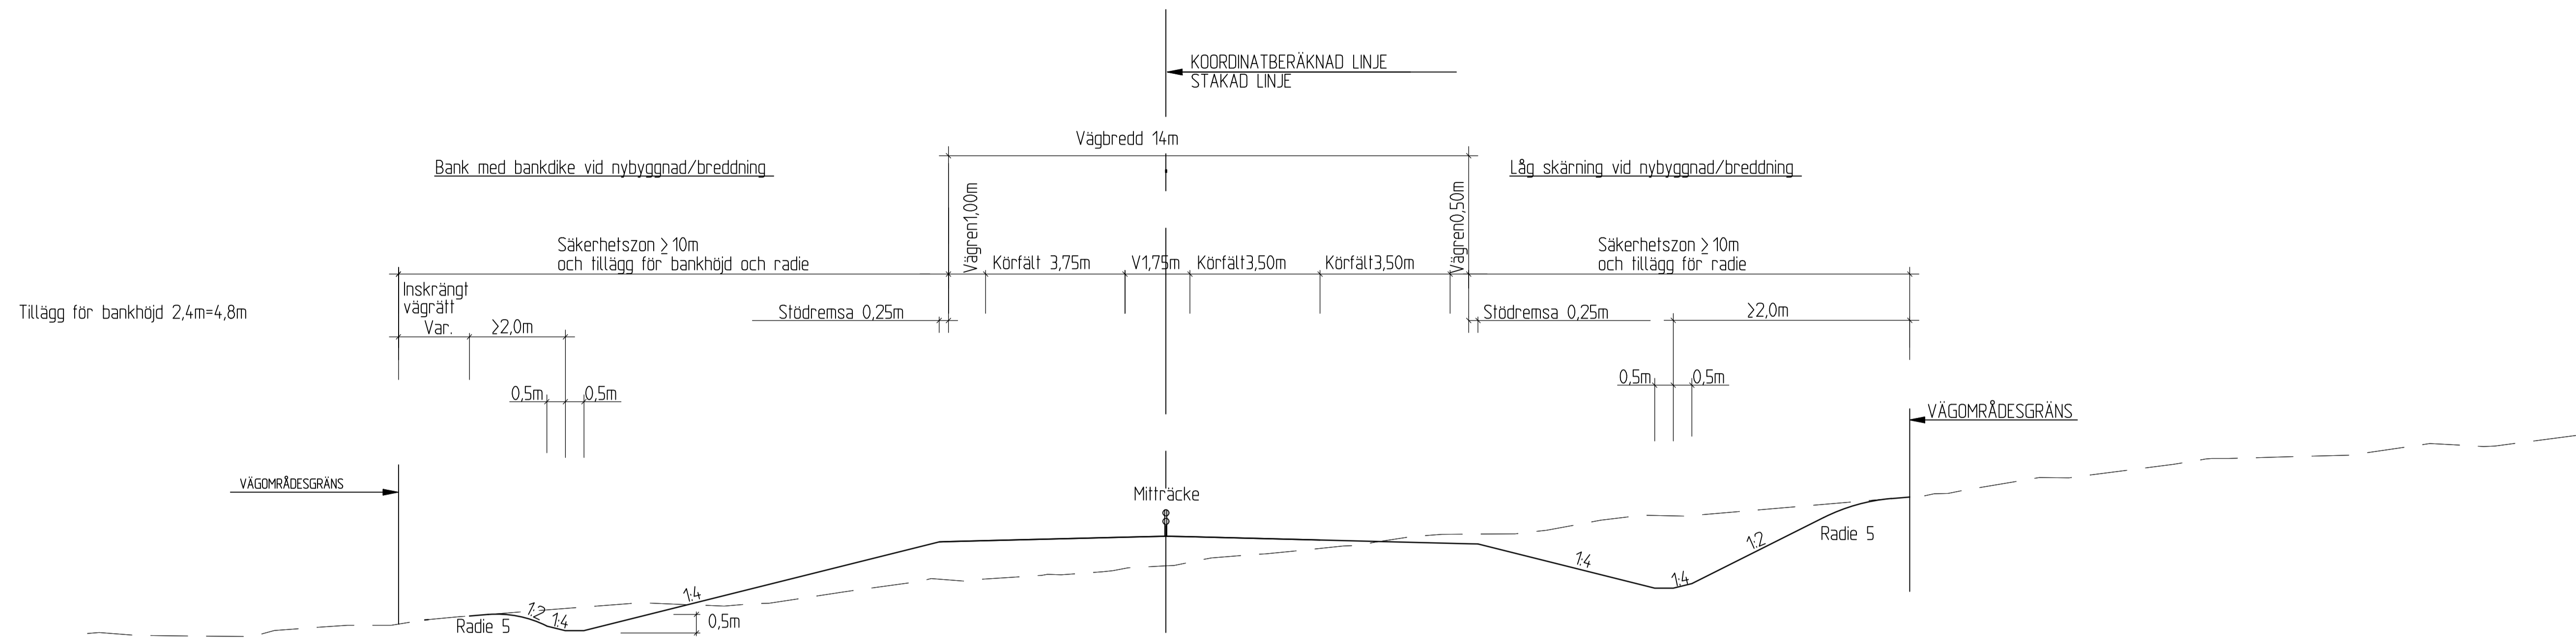 KOORDINATBERÄKNAD LINJE
STAKAD LINJE
Vägbredd 14m
Bank med bankdike vid nybyggnad/breddning
Låg skärning vid nybyggnad/breddning
Vägren1,00m
Vägren0,50m
Säkerhetszon ≥ 10m
och tillägg för bankhöjd och radie
Körfält 3,75m
V1,75m
Körfält3,50m
Körfält3,50m
Säkerhetszon ≥ 10m
och tillägg för radie
Inskrängt
vägrätt
Tillägg för bankhöjd 2,4m=4,8m
Var.
≥2,0m
Stödremsa 0,25m
Stödremsa 0,25m
≥2,0m
0,5m
0,5m
0,5m
0,5m
VÄGOMRÅDESGRÄNS
VÄGOMRÅDESGRÄNS
Mitträcke
Radie 5
1:2
1:4
1:4
0,5m
1:4
1:4
1:2
Radie 5